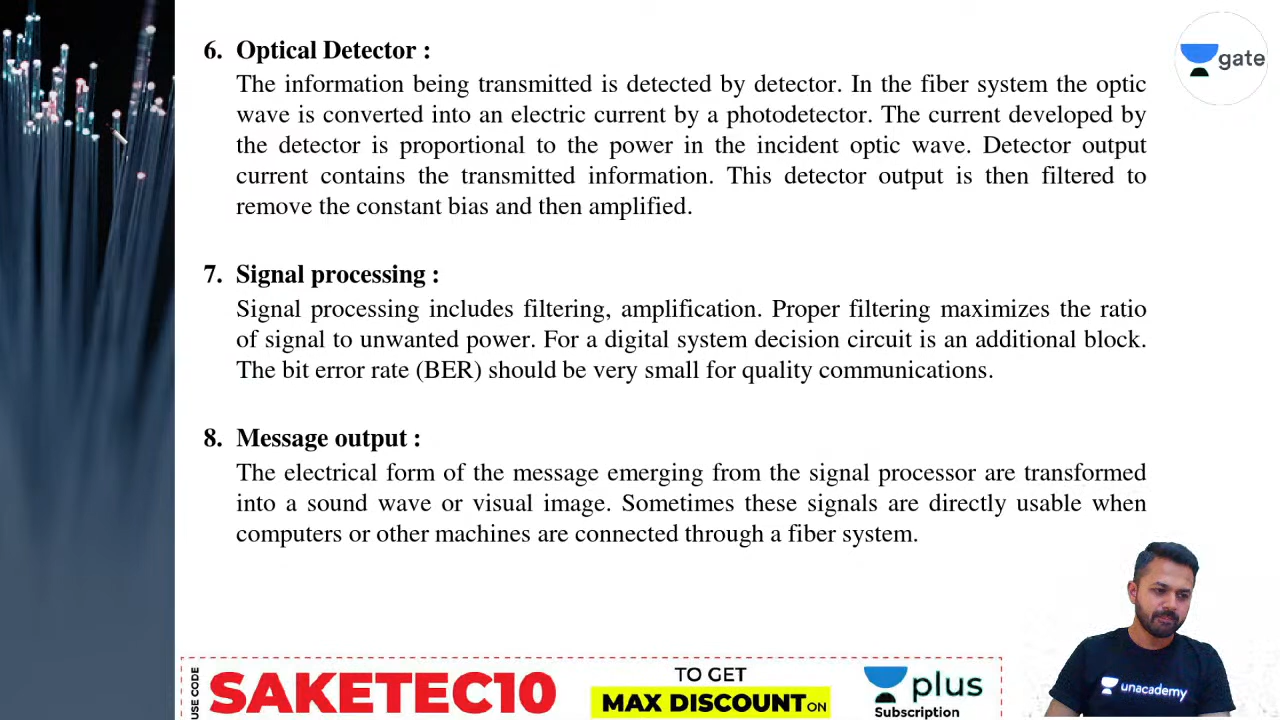 gate
6. Optical Detector :
The information being transmitted is detected by detector. In the fiber system the optic
wave is converted into an electric current by a photodetector. The current developed by
the detector is proportional to the power in the incident optic wave. Detector output
current contains the transmitted information. This detector output is then filtered to
remove the constant bias and then amplified.
7. Signal processing :
Signal processing includes filtering, amplification. Proper filtering maximizes the ratio
of signal to unwanted power. For a digital system decision circuit is an additional block.
The bit error rate (BER) should be very small for quality communications.
8. Message output :
The electrical form of the message emerging from the signal processor are transformed
into a sound wave or visual image. Sometimes these signals are directly usable when
computers or other machines are connected through a fiber system.
USE CODE
SAKETEC10
TO GET
MAX DISCOUNT ON
plus
Subscription
unacademy